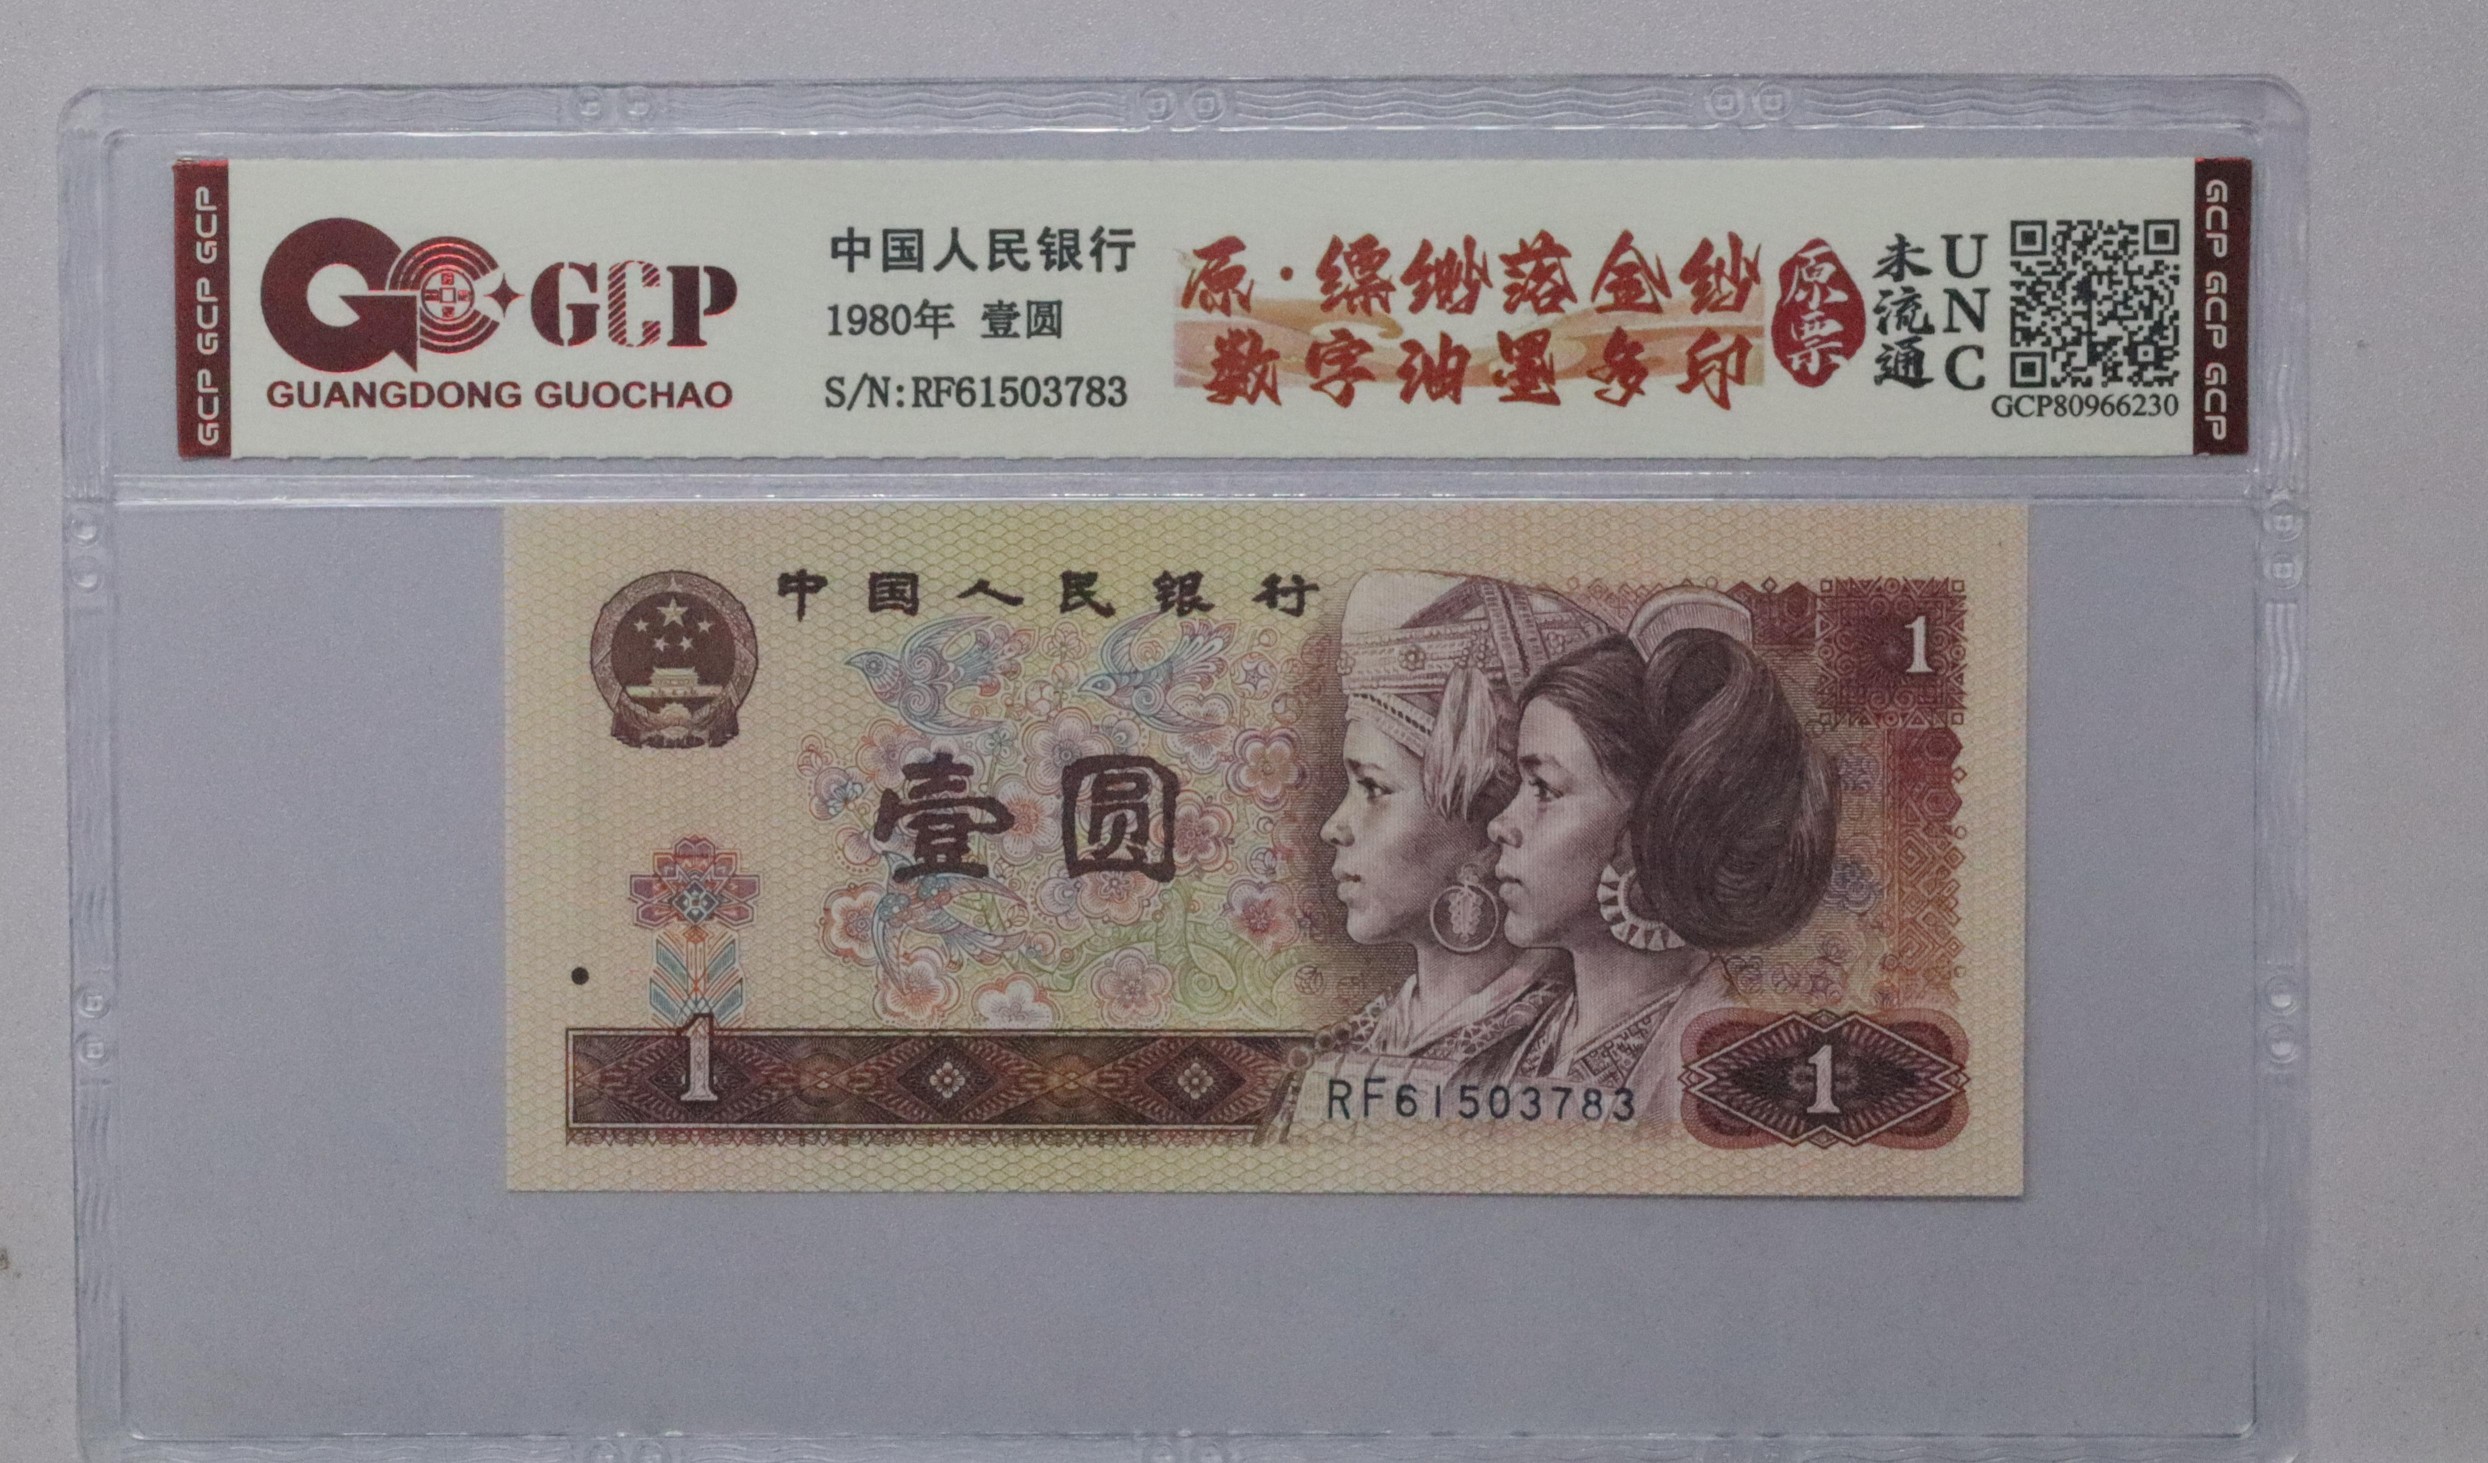 GCP GCP GCP
GCP
GUANGDONG GUOCHAO
中国人民银行
1980年 壹圆
S/N:RF61503783
原·缥缈落金纱
数字油墨多印
原票
未流通
UNC
GCP80966230
GCP GCP GCP
中国人民银行
1
壹圆
1
RF61503783
1